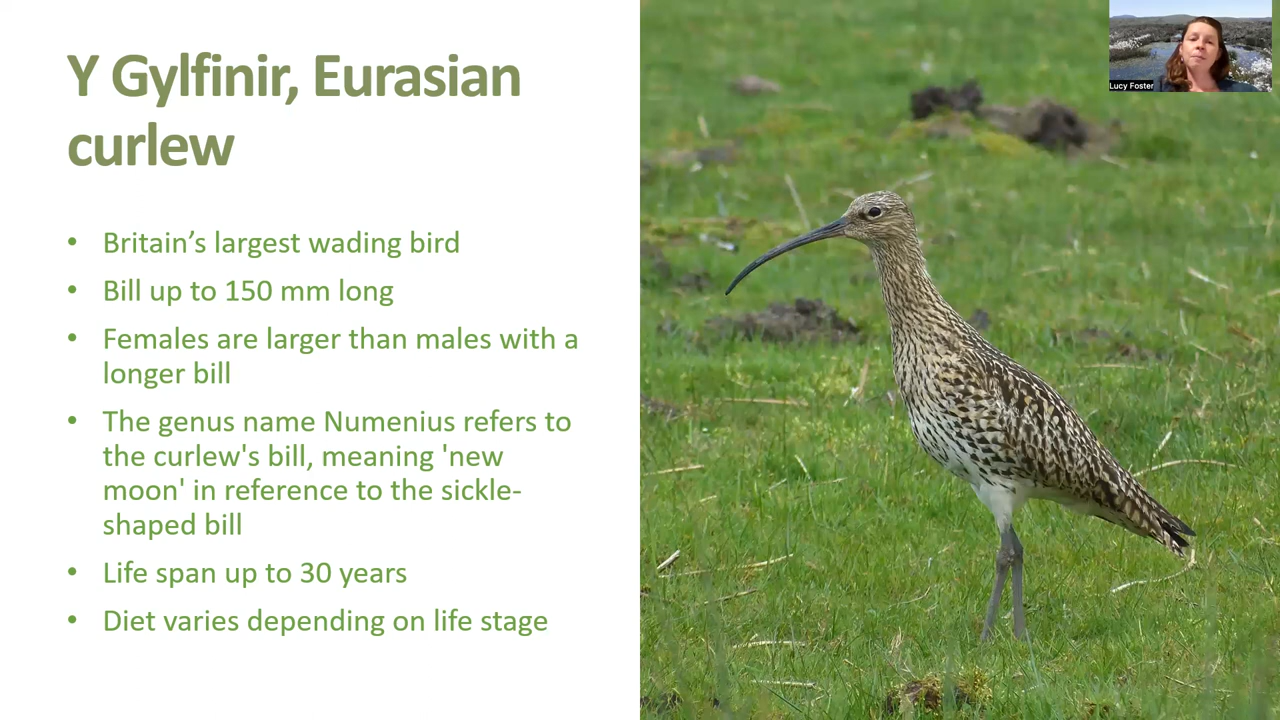 Y Gylfinir, Eurasian
curlew
• Britain’s largest wading bird
• Bill up to 150 mm long
• Females are larger than males with a
longer bill
• The genus name Numenius refers to
the curlew's bill, meaning 'new
moon' in reference to the sickle-
shaped bill
• Life span up to 30 years
• Diet varies depending on life stage
Lucy Foster